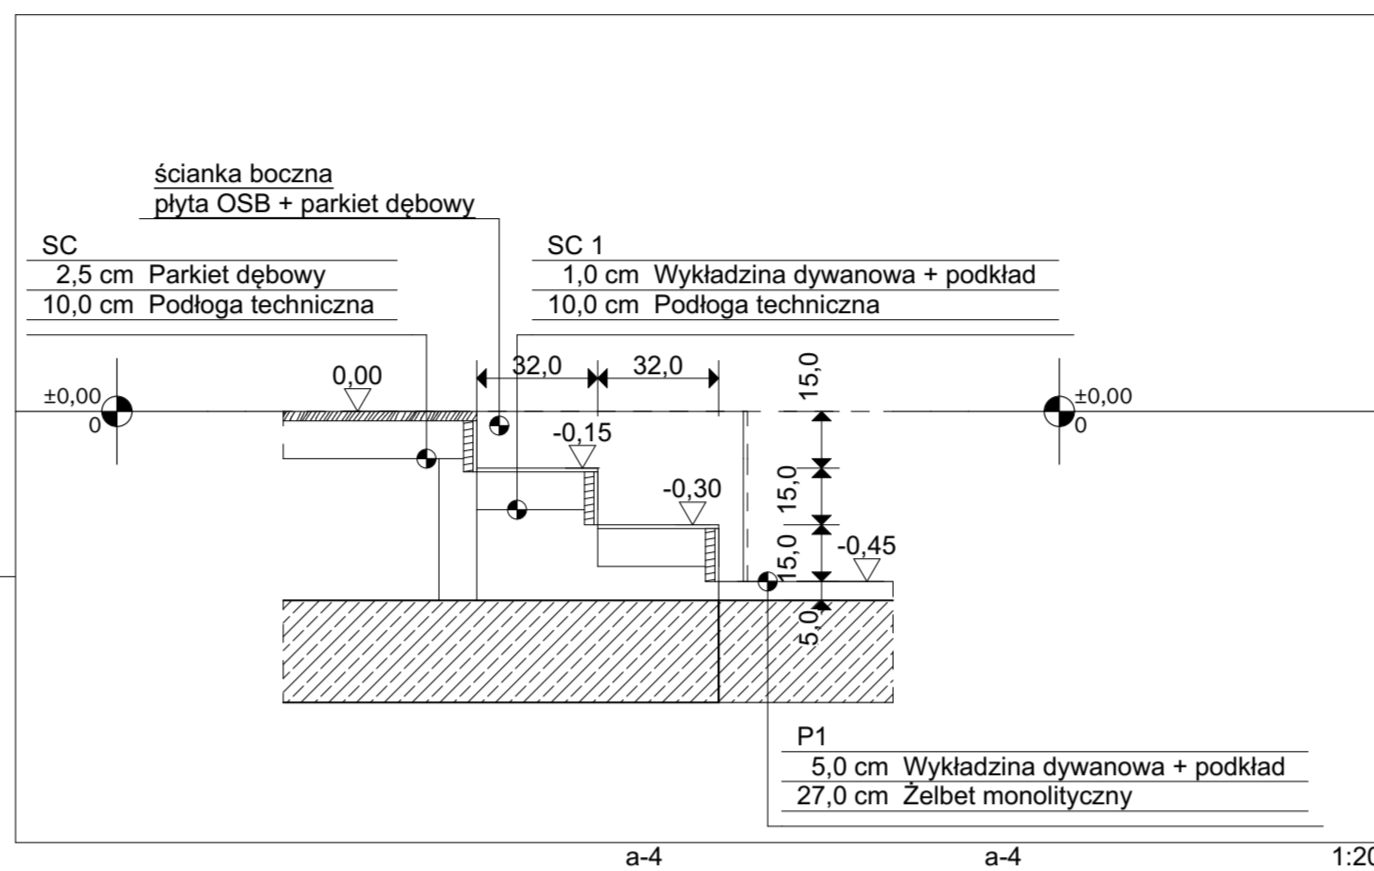 ścianka boczna
płyta OSB + parkiet dębowy
SC
2,5 cm Parkiet dębowy
10,0 cm Podłoga techniczna
SC 1
1,0 cm Wykładzina dywanowa + podkład
10,0 cm Podłoga techniczna
32,0
32,0
15,0
0,00
±0,00
0
±0,00
0
-0,15
-0,30
15,0
15,0
-0,45
5,0
P1
5,0 cm Wykładzina dywanowa + podkład
27,0 cm Żelbet monolityczny
a-4
a-4